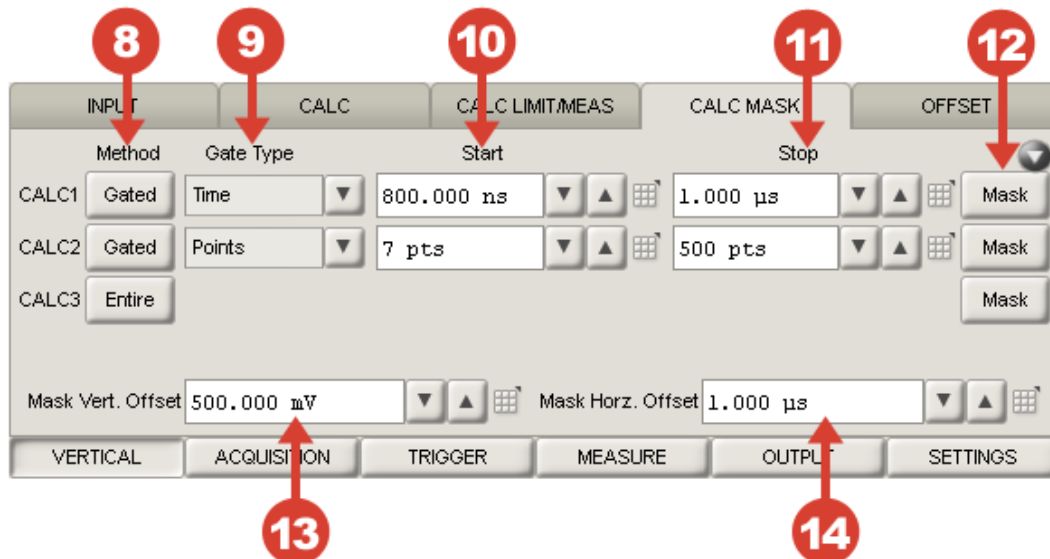 8 9 10 11 12
INPUT CALC CALC LIMIT/MEAS CALC MASK OFFSET
Method Gate Type Start Stop
CALC1 Gated Time 800.000 ns 1.000 µs Mask
CALC2 Gated Points 7 pts 500 pts Mask
CALC3 Entire Mask
Mask Vert. Offset 500.000 mV Mask Horz. Offset 1.000 µs
VERTICAL ACQUISITION TRIGGER MEASURE OUTPUT SETTINGS
13 14